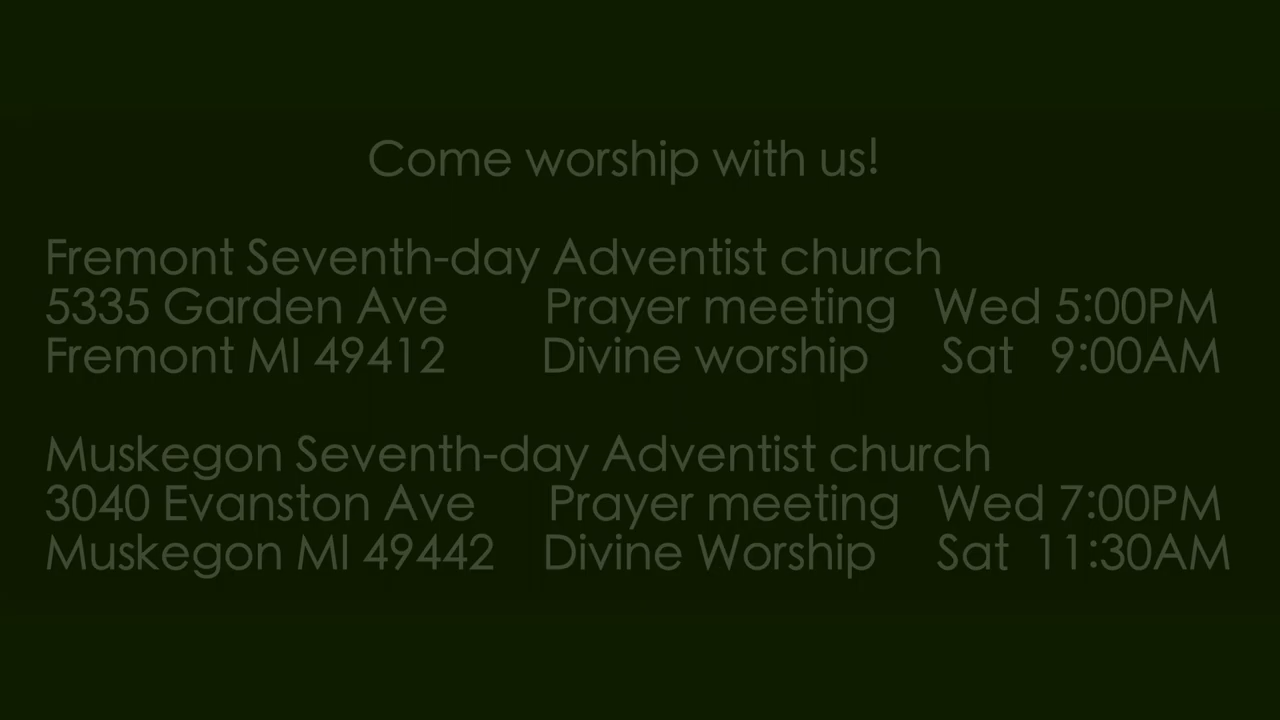 Come worship with us!
Fremont Seventh-day Adventist church
5335 Garden Ave Prayer meeting Wed 5:00PM
Fremont MI 49412 Divine worship Sat 9:00AM
Muskegon Seventh-day Adventist church
3040 Evanston Ave Prayer meeting Wed 7:00PM
Muskegon MI 49442 Divine Worship Sat 11:30AM